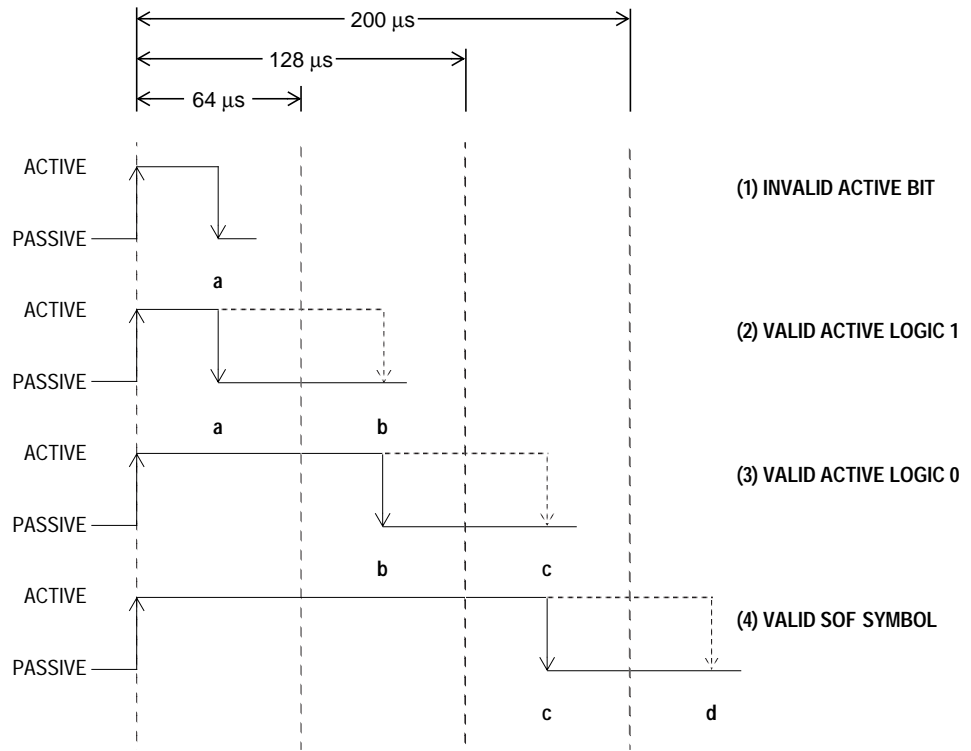 200 μs
128 μs
64 μs
ACTIVE
PASSIVE
(1) INVALID ACTIVE BIT
a
ACTIVE
PASSIVE
(2) VALID ACTIVE LOGIC 1
a b
ACTIVE
PASSIVE
(3) VALID ACTIVE LOGIC 0
b c
ACTIVE
PASSIVE
(4) VALID SOF SYMBOL
c d